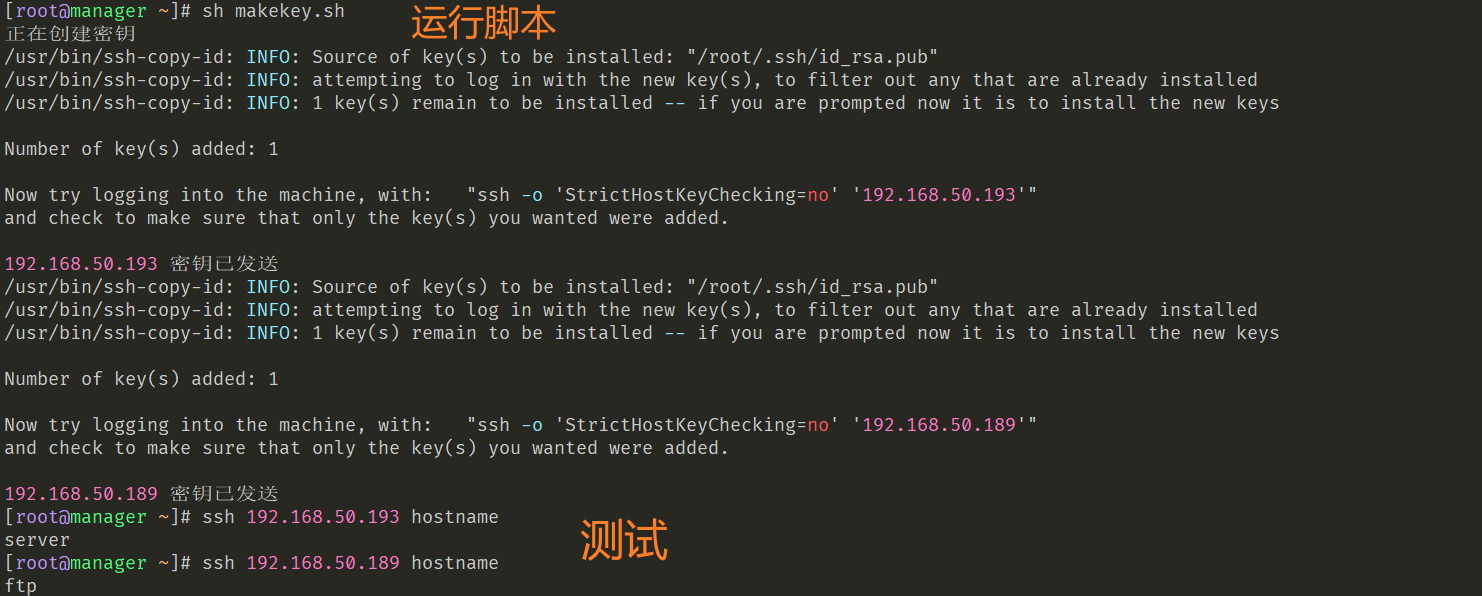 [root@manager ~]# sh makekey.sh
运行脚本
正在创建密钥
/usr/bin/ssh-copy-id: INFO: Source of key(s) to be installed: "/root/.ssh/id_rsa.pub"
/usr/bin/ssh-copy-id: INFO: attempting to log in with the new key(s), to filter out any that are already installed
/usr/bin/ssh-copy-id: INFO: 1 key(s) remain to be installed -- if you are prompted now it is to install the new keys
Number of key(s) added: 1
Now try logging into the machine, with:   "ssh -o 'StrictHostKeyChecking=no' '192.168.50.193'"
and check to make sure that only the key(s) you wanted were added.
192.168.50.193 密钥已发送
/usr/bin/ssh-copy-id: INFO: Source of key(s) to be installed: "/root/.ssh/id_rsa.pub"
/usr/bin/ssh-copy-id: INFO: attempting to log in with the new key(s), to filter out any that are already installed
/usr/bin/ssh-copy-id: INFO: 1 key(s) remain to be installed -- if you are prompted now it is to install the new keys
Number of key(s) added: 1
Now try logging into the machine, with:   "ssh -o 'StrictHostKeyChecking=no' '192.168.50.189'"
and check to make sure that only the key(s) you wanted were added.
192.168.50.189 密钥已发送
[root@manager ~]# ssh 192.168.50.193 hostname
server
测试
[root@manager ~]# ssh 192.168.50.189 hostname
ftp